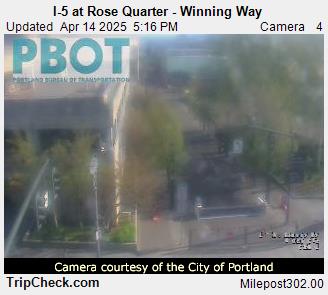 I-5 at Rose Quarter - Winning Way
Updated Apr 14 2025 5:16 PM Camera 4
PBOT
PORTLAND BUREAU OF TRANSPORTATION
Camera courtesy of the City of Portland
TripCheck.com Milepost302.00